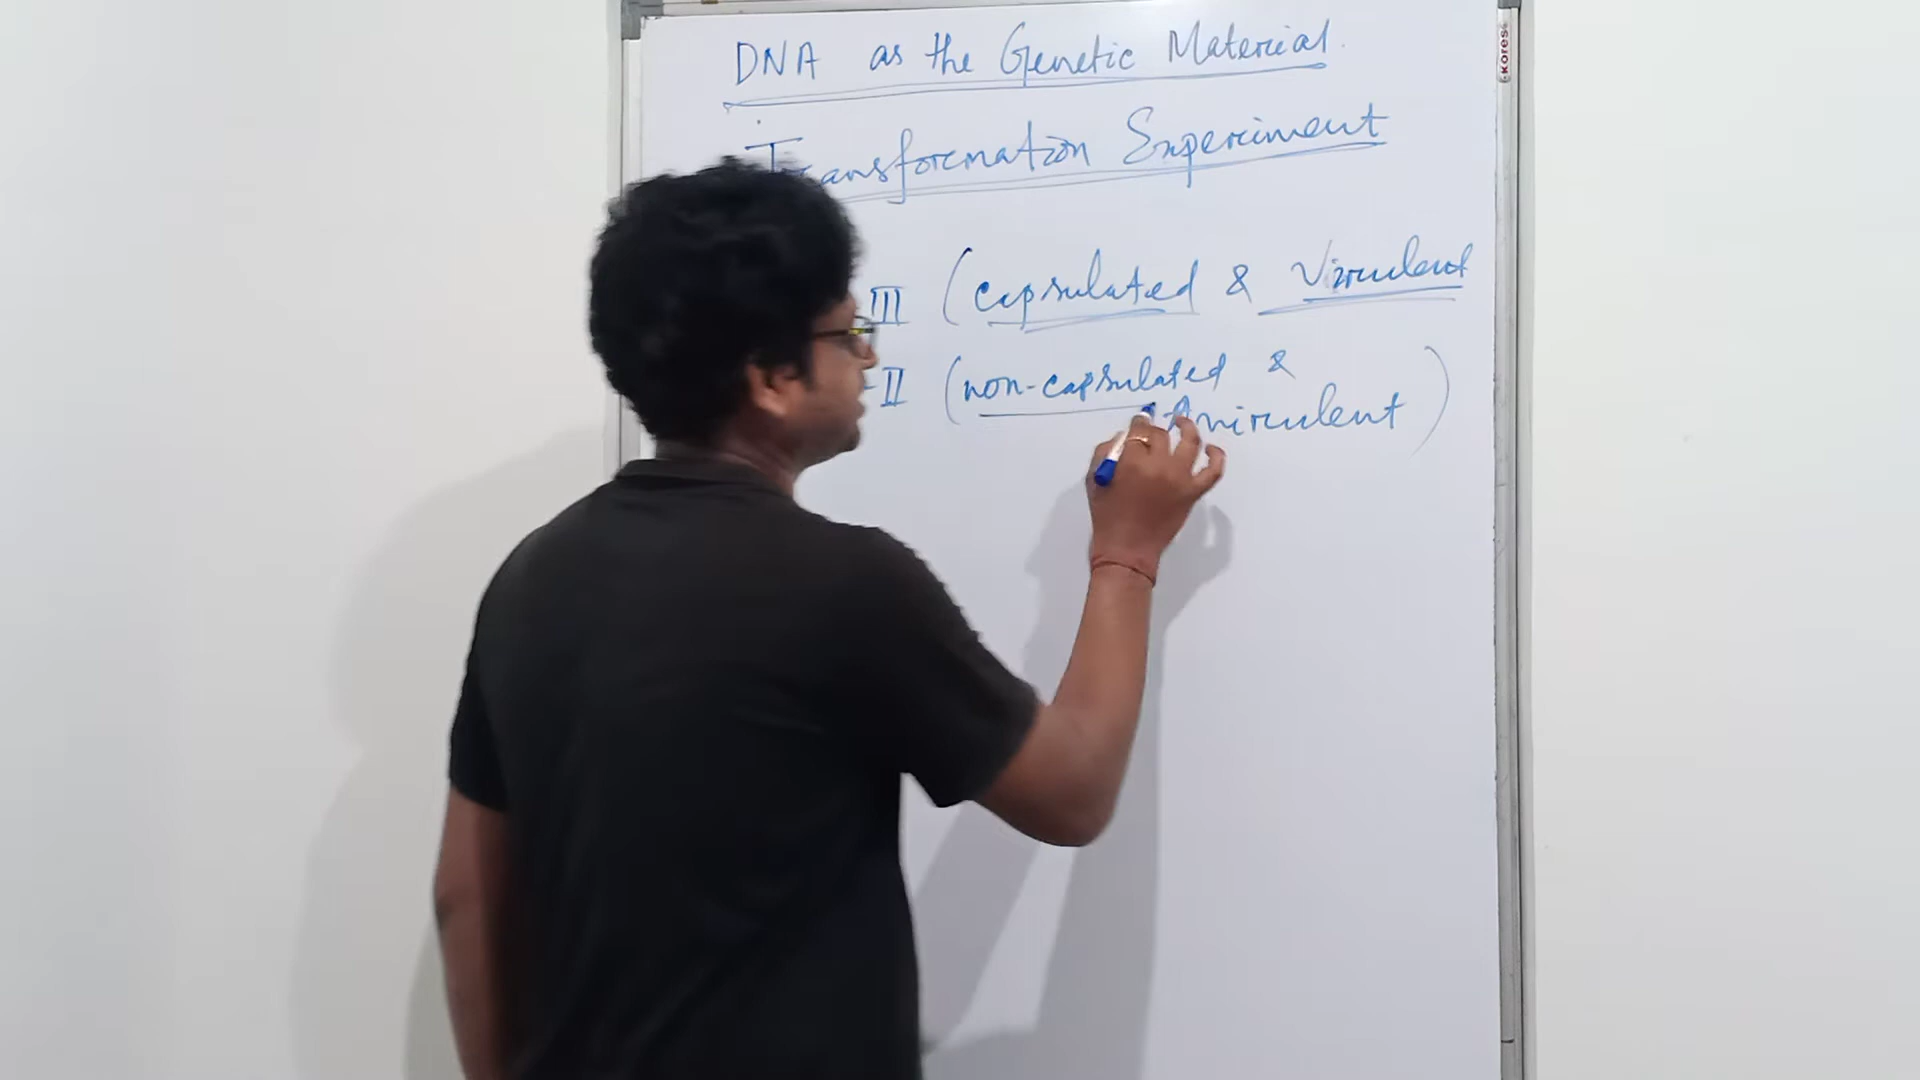 DNA as the Genetic Material.
Transformation Experiment
III (capsulated & Virulent
-II (non-capsulated &
Avirulent)
Kores